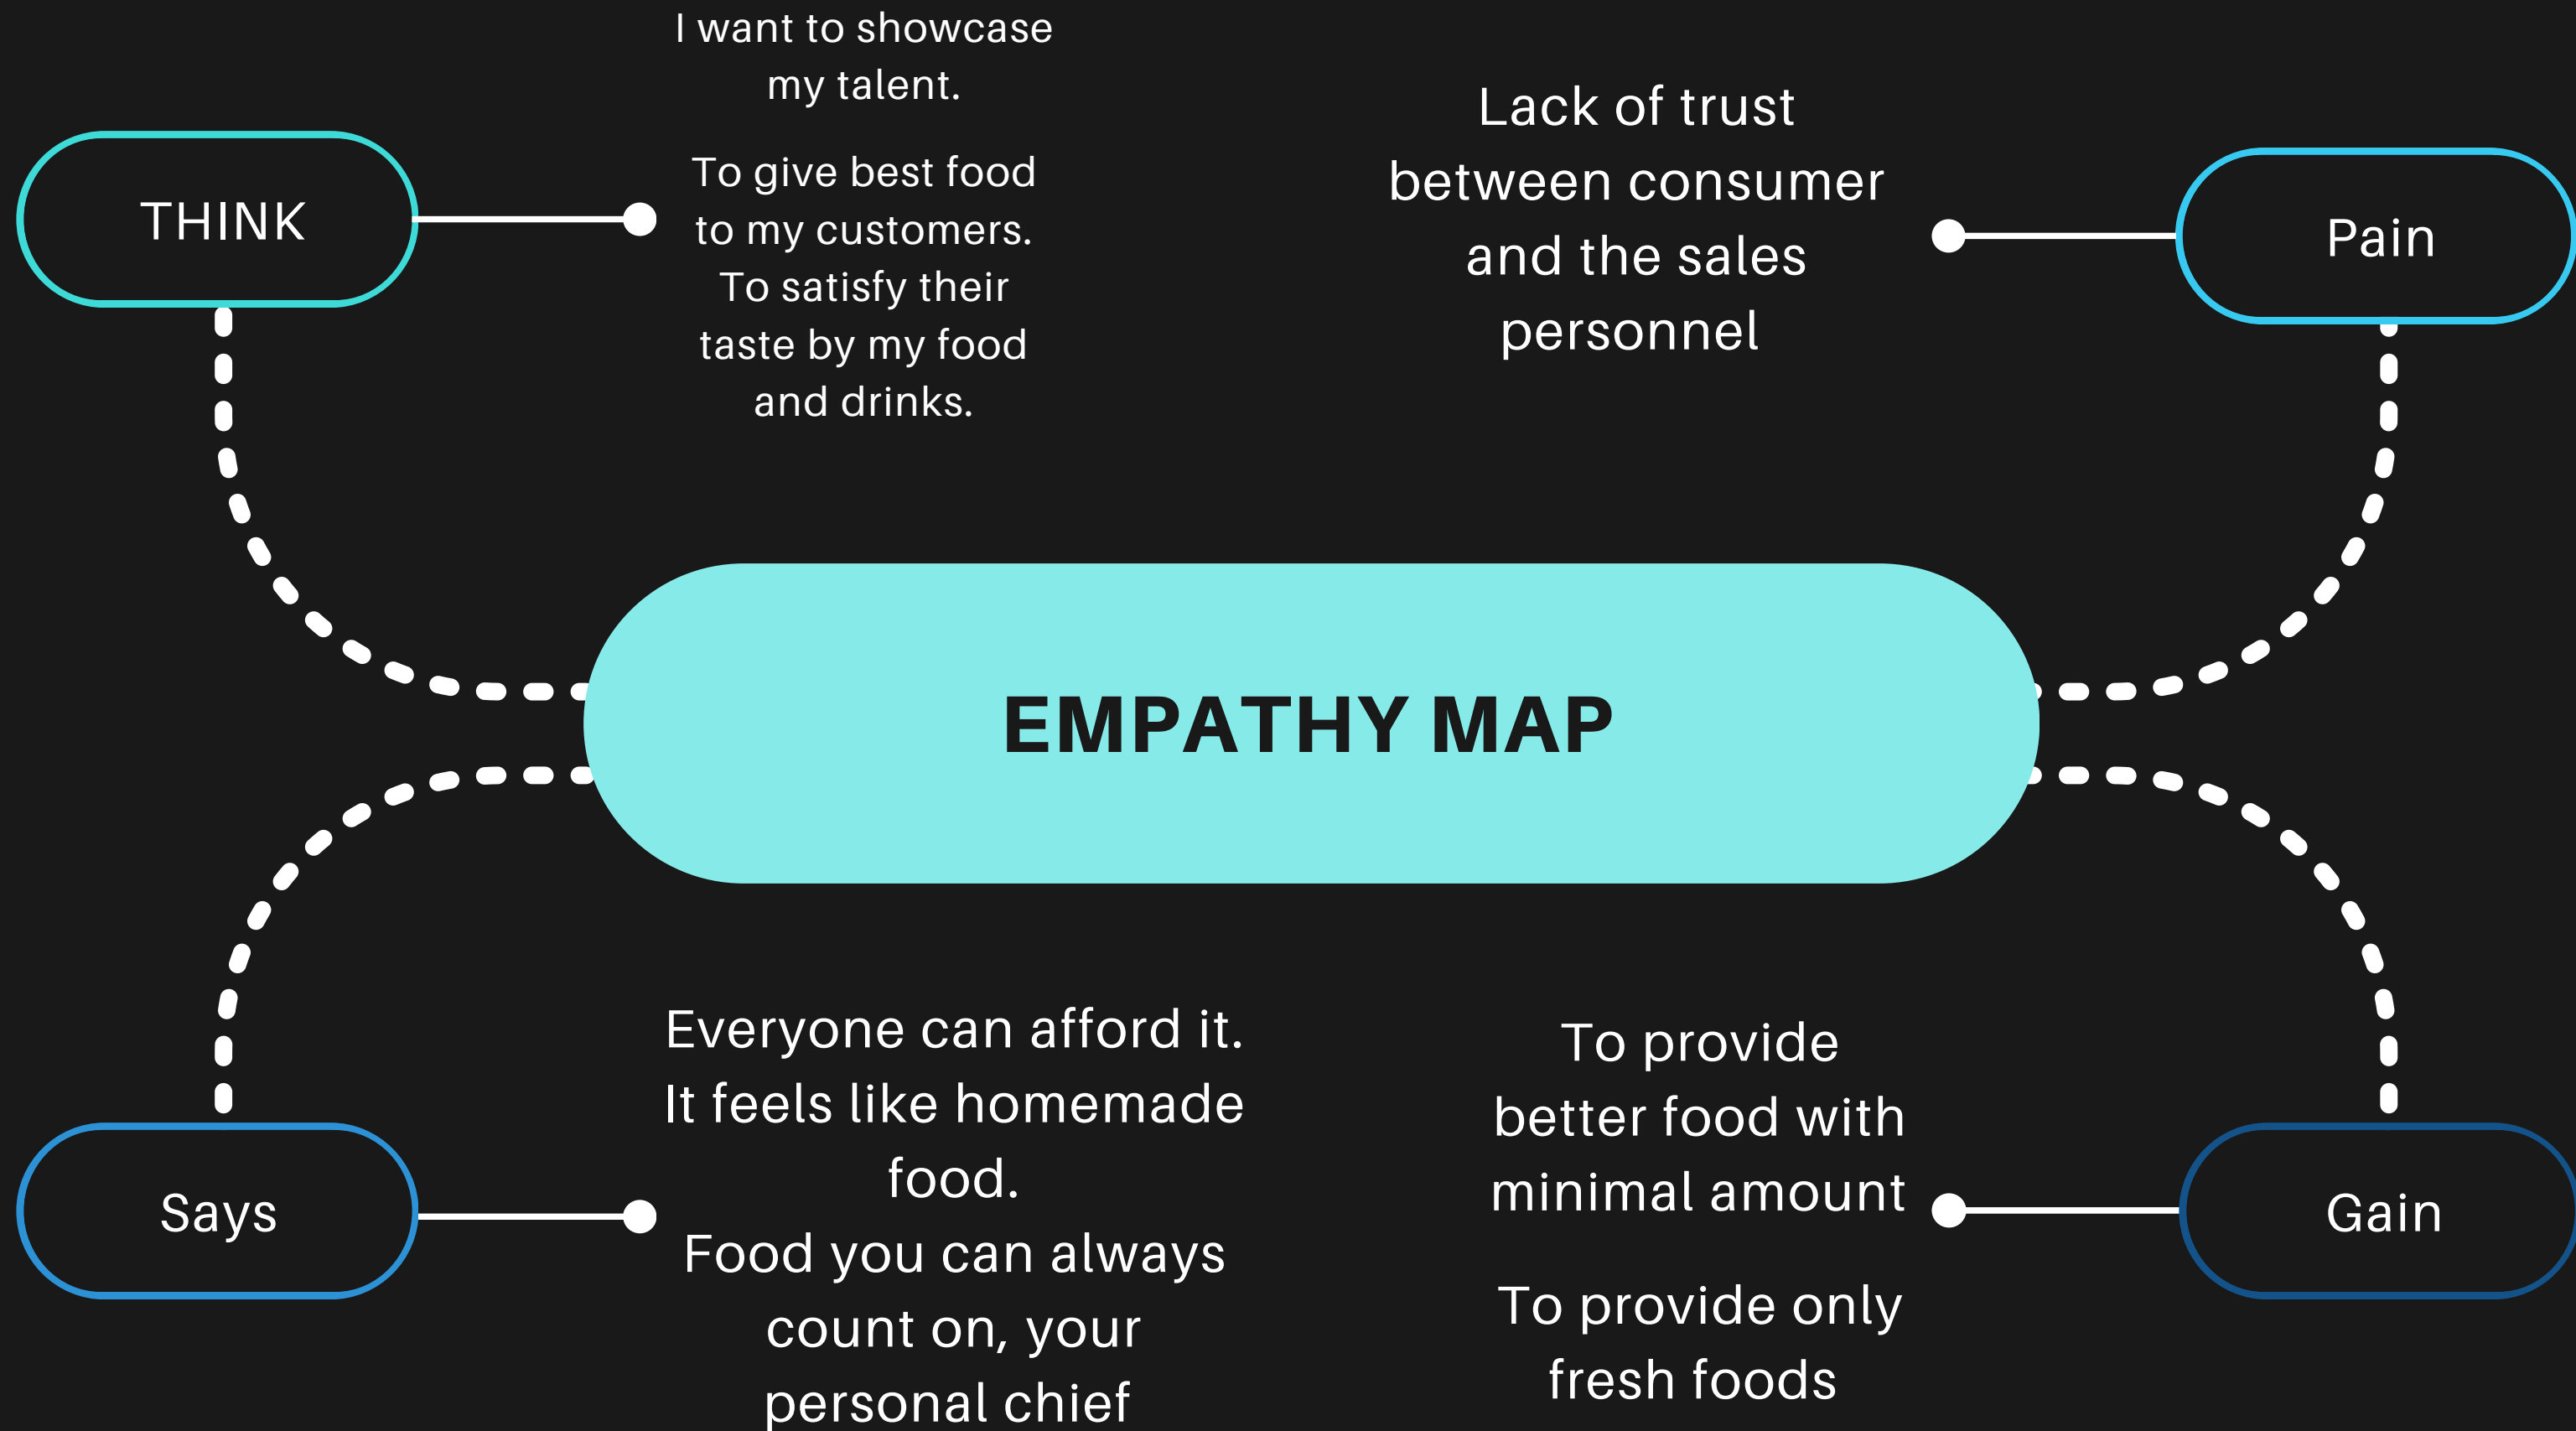 THINK
I want to showcase
my talent.
To give best food
to my customers.
To satisfy their
taste by my food
and drinks.
Lack of trust
between consumer
and the sales
personnel
Pain
EMPATHY MAP
Says
Everyone can afford it.
It feels like homemade
food.
Food you can always
count on, your
personal chief
To provide
better food with
minimal amount
To provide only
fresh foods
Gain